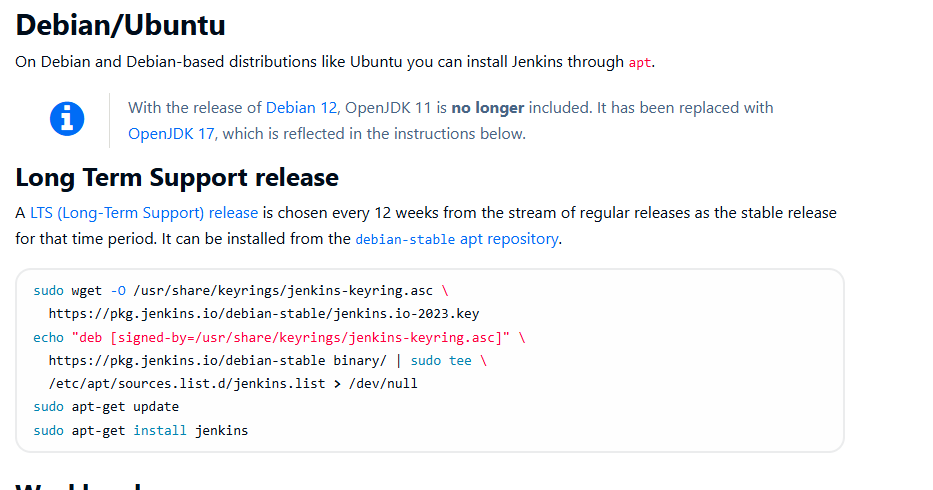 Debian/Ubuntu
On Debian and Debian-based distributions like Ubuntu you can install Jenkins through apt.
With the release of Debian 12, OpenJDK 11 is no longer included. It has been replaced with
OpenJDK 17, which is reflected in the instructions below.
Long Term Support release
A LTS (Long-Term Support) release is chosen every 12 weeks from the stream of regular releases as the stable release
for that time period. It can be installed from the debian-stable apt repository.
sudo wget -O /usr/share/keyrings/jenkins-keyring.asc \
  https://pkg.jenkins.io/debian-stable/jenkins.io-2023.key
echo "deb [signed-by=/usr/share/keyrings/jenkins-keyring.asc]" \
  https://pkg.jenkins.io/debian-stable binary/ | sudo tee \
  /etc/apt/sources.list.d/jenkins.list > /dev/null
sudo apt-get update
sudo apt-get install jenkins